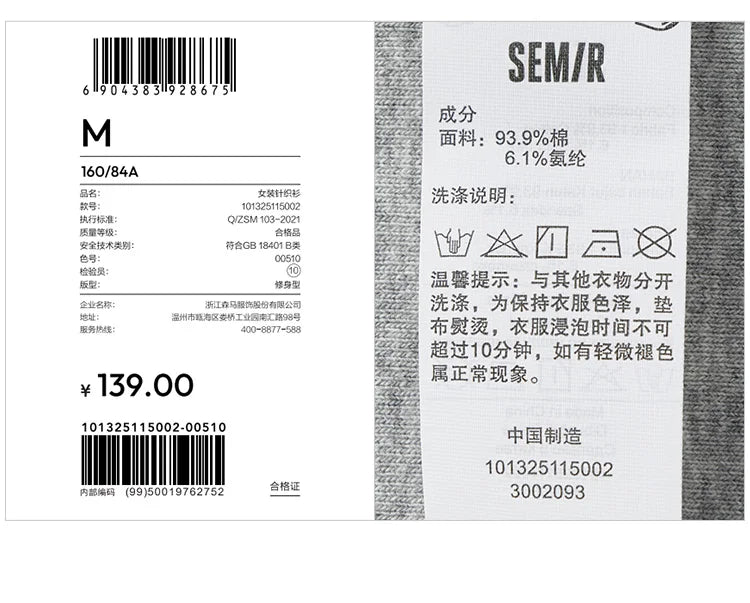 6 904383 928675
M
160/84A
品名： 女装针织衫
款号： 101325115002
执行标准： Q/ZSM 103-2021
质量等级： 合格品
安全技术类别： 符合GB 18401 B类
色号： 00510
检验员： 10
版型： 修身型
企业名称： 浙江森马服饰股份有限公司
地址： 温州市瓯海区娄桥工业园南汇路98号
服务热线： 400-8877-588
¥ 139.00
101325115002-00510
内部编码 (99)50019762752
合格证
SEM/R
成分
面料：93.9%棉
6.1%氨纶
洗涤说明：
温馨提示：与其他衣物分开
洗涤，为保持衣服色泽，垫
布熨烫，衣服浸泡时间不可
超过10分钟，如有轻微褪色
属正常现象。
中国制造
101325115002
3002093